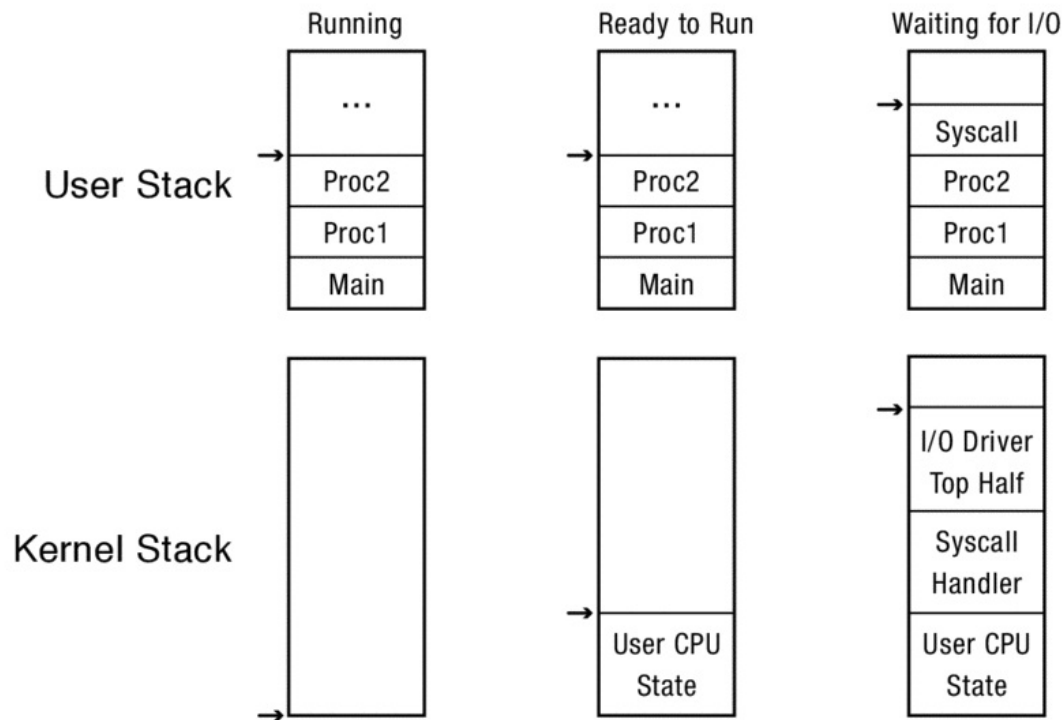 Running
Ready to Run
Waiting for I/O
User Stack
...
Proc2
Proc1
Main
...
Proc2
Proc1
Main
Syscall
Proc2
Proc1
Main
Kernel Stack
User CPU
State
I/O Driver
Top Half
Syscall
Handler
User CPU
State